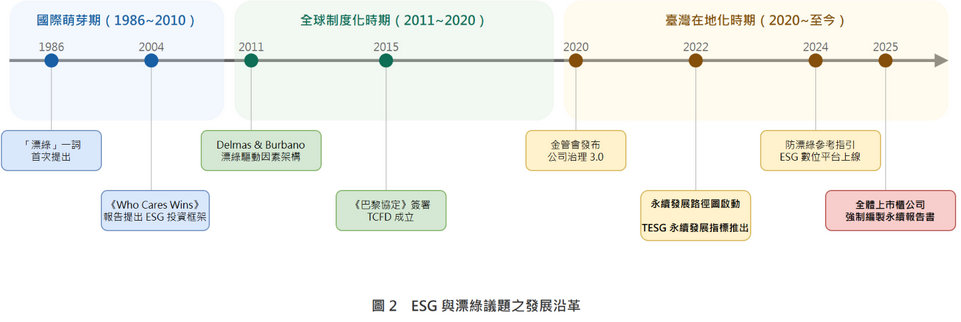 國際萌芽期（1986~2010）
全球制度化時期（2011~2020）
臺灣在地化時期（2020~至今）
1986
2004
2011
2015
2020
2022
2024
2025
「漂綠」一詞
首次提出
Delmas & Burbano
漂綠驅動因素架構
金管會發布
公司治理 3.0
防漂綠參考指引
ESG 數位平台上線
《Who Cares Wins》
報告提出 ESG 投資框架
《巴黎協定》簽署
TCFD 成立
永續發展路徑圖啟動
TESG 永續發展指標推出
全體上市櫃公司
強制編製永續報告書
圖 2 ESG 與漂綠議題之發展沿革